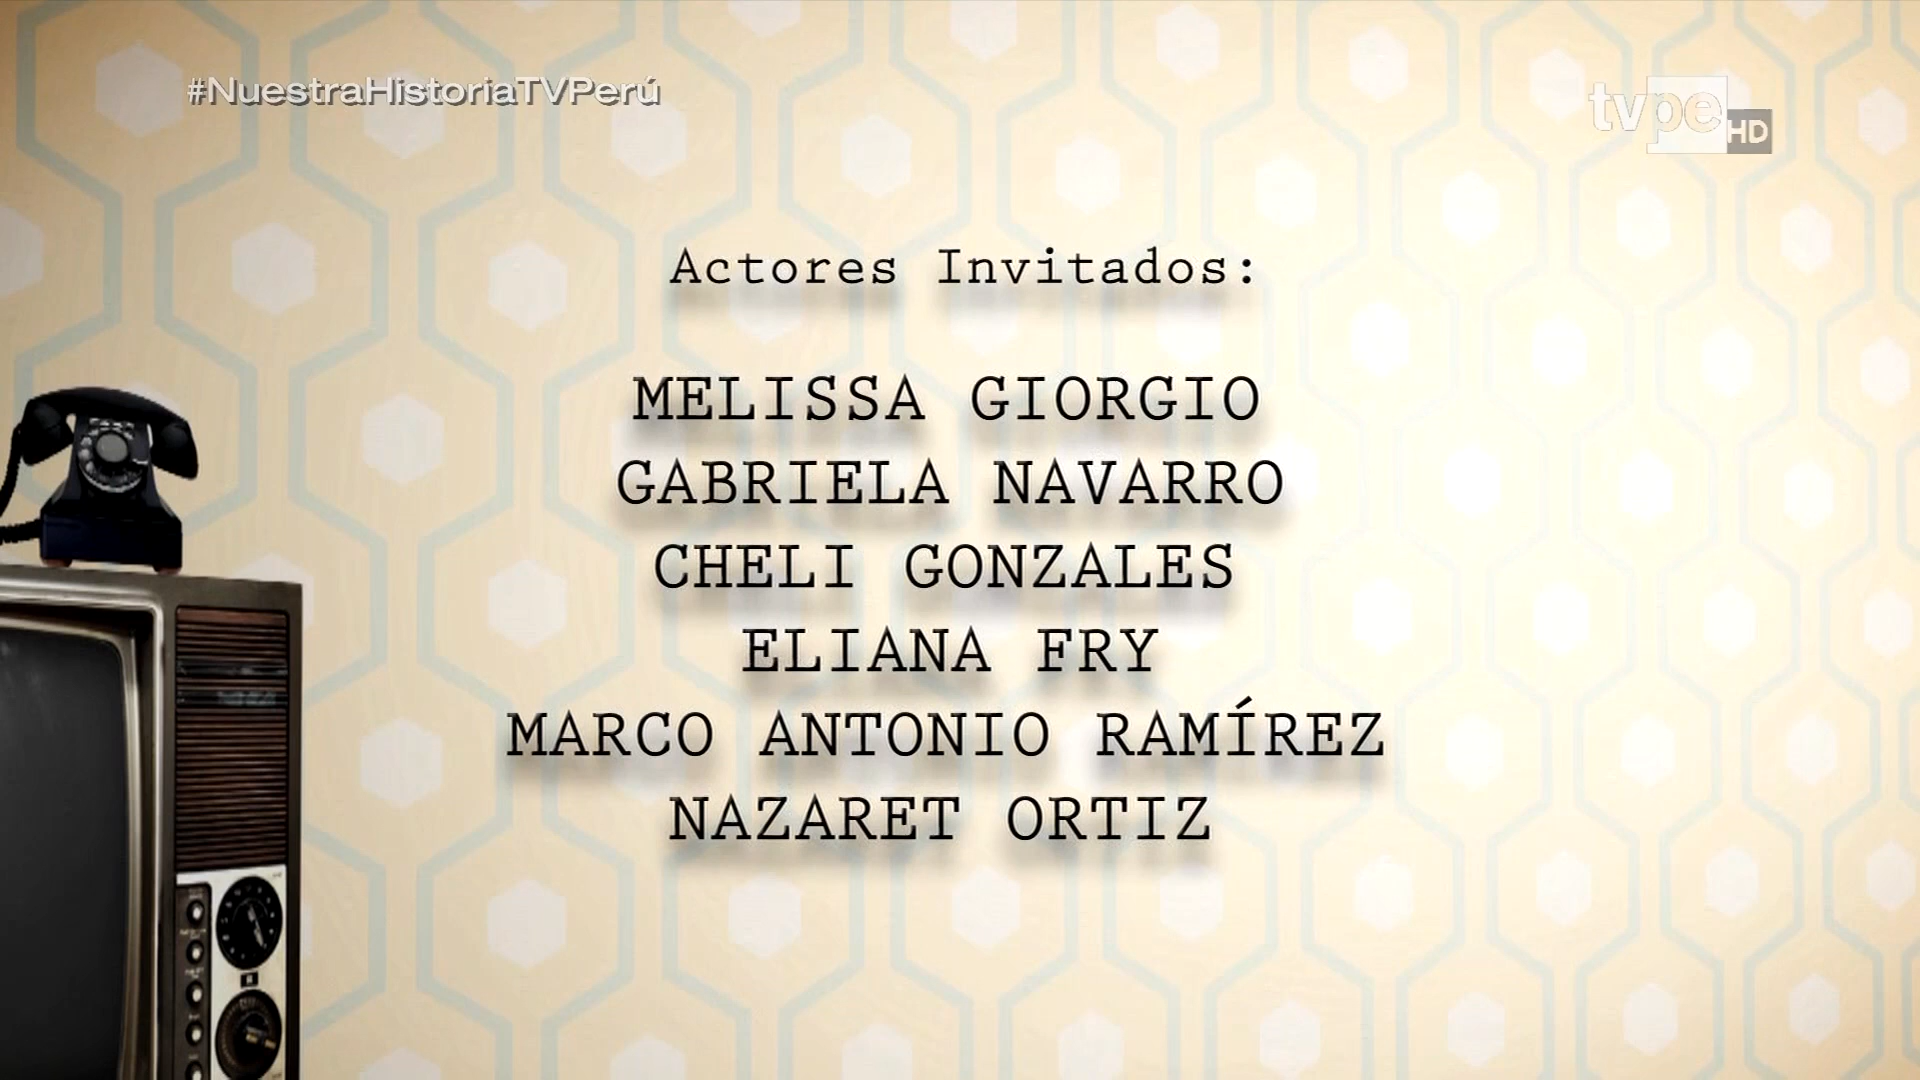 #NuestraHistoriaTVPerú
tvpe HD
Actores Invitados:
MELISSA GIORGIO
GABRIELA NAVARRO
CHELI GONZALES
ELIANA FRY
MARCO ANTONIO RAMÍREZ
NAZARET ORTIZ